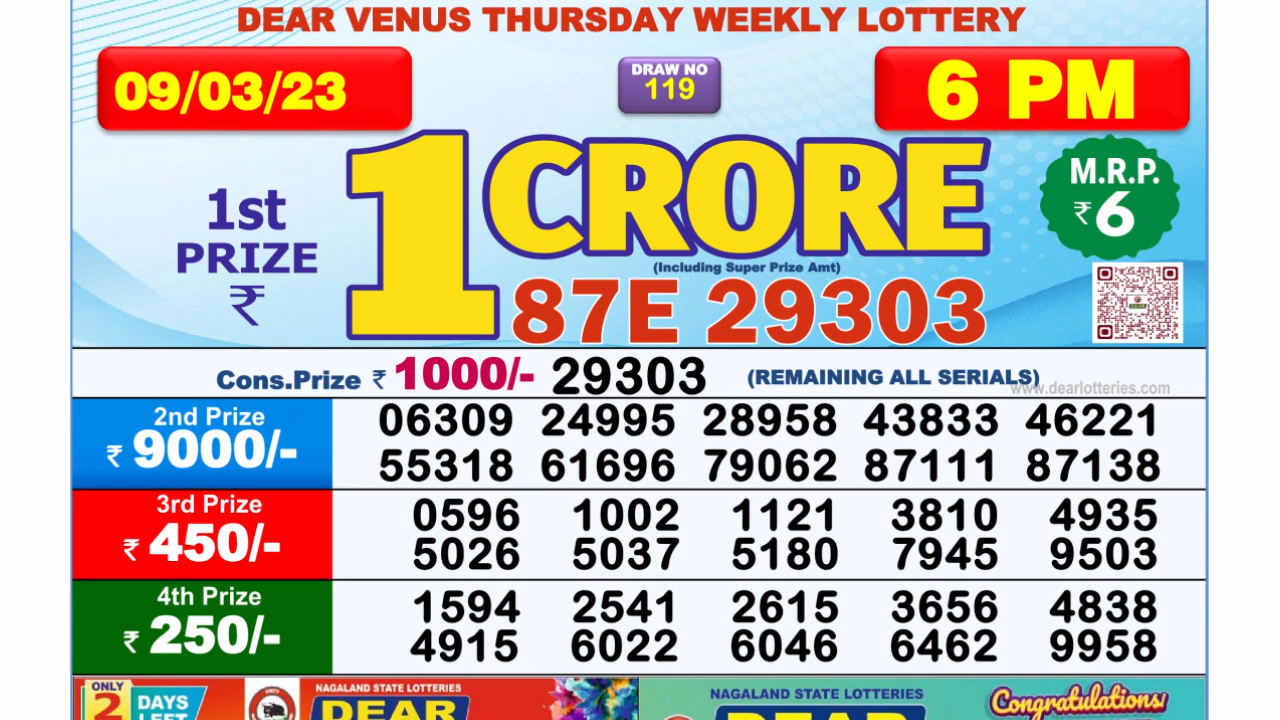 DEAR VENUS THURSDAY WEEKLY LOTTERY
09/03/23
DRAW NO
119
6 PM
1st
PRIZE
₹
1 CRORE
(Including Super Prize Amt)
87E 29303
M.R.P.
₹ 6
Cons.Prize ₹ 1000/- 29303 (REMAINING ALL SERIALS)
www.dearlotteries.com
2nd Prize
₹ 9000/-
06309 24995 28958 43833 46221
55318 61696 79062 87111 87138
3rd Prize
₹ 450/-
0596 1002 1121 3810 4935
5026 5037 5180 7945 9503
4th Prize
₹ 250/-
1594 2541 2615 3656 4838
4915 6022 6046 6462 9958
ONLY
2 DAYS
LEFT
NAGALAND STATE LOTTERIES
DEAR
NAGALAND STATE LOTTERIES
DEAR
Congratulations!